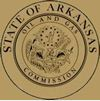 STATE OF ARKANSAS
OIL AND GAS
COMMISSION